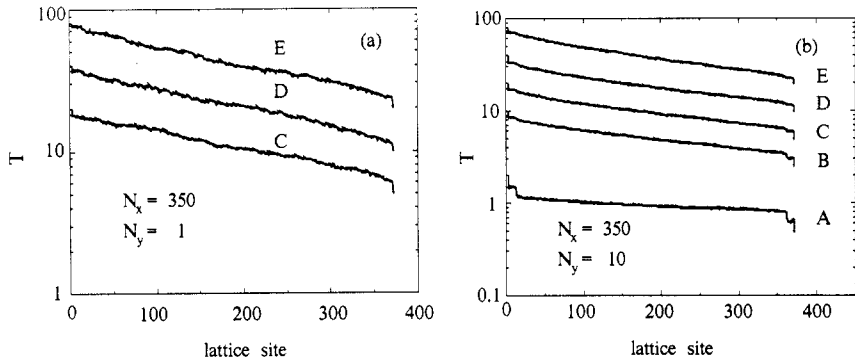 100
10
1
T
0
100
200
300
400
lattice site
(a)
E
D
C
N_x = 350
N_y = 1
100
10
1
0.1
T
0
100
200
300
400
lattice site
(b)
E
D
C
B
A
N_x = 350
N_y = 10